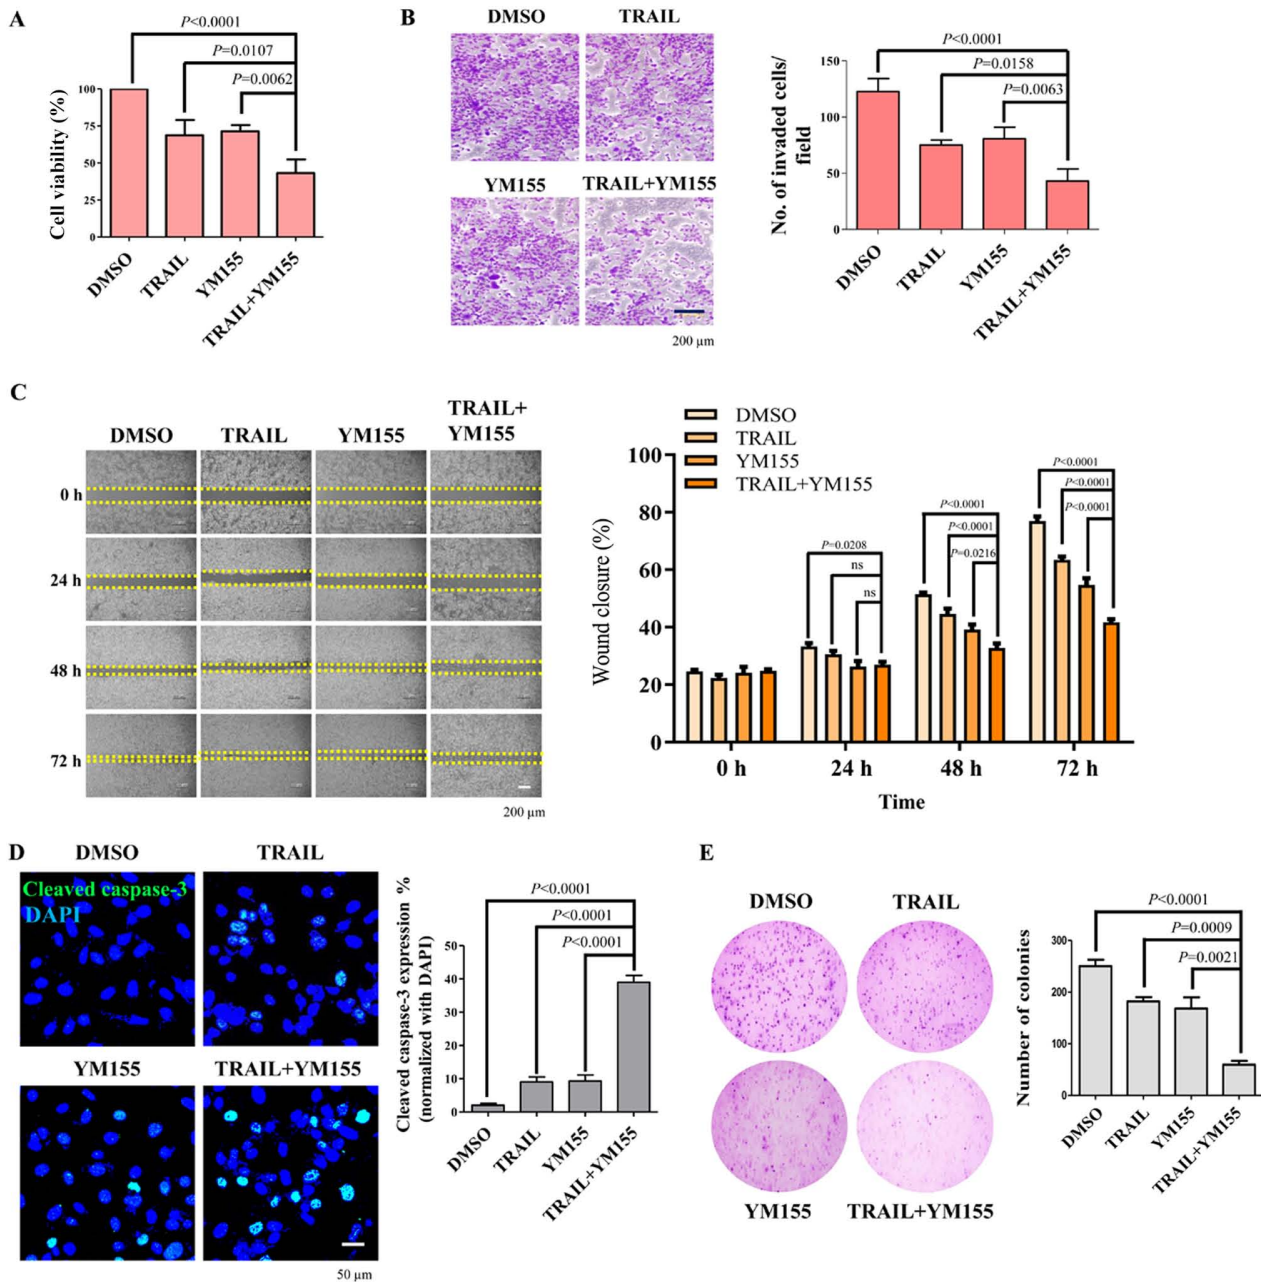 A
P<0.0001
P=0.0107
P=0.0062
Cell viability (%)
100
75
50
25
0
DMSO
TRAIL
YM155
TRAIL+YM155
B
DMSO
TRAIL
YM155
TRAIL+YM155
200 µm
P<0.0001
P=0.0158
P=0.0063
No. of invaded cells/
field
150
100
50
0
DMSO
TRAIL
YM155
TRAIL+YM155
C
DMSO
TRAIL
YM155
TRAIL+
YM155
0 h
24 h
48 h
72 h
200 µm
DMSO
TRAIL
YM155
TRAIL+YM155
Wound closure (%)
100
80
60
40
20
0
P=0.0208
ns
ns
P<0.0001
P<0.0001
P=0.0216
P<0.0001
P<0.0001
P<0.0001
0 h
24 h
48 h
72 h
Time
D
DMSO
TRAIL
Cleaved caspase-3
DAPI
YM155
TRAIL+YM155
50 µm
Cleaved caspase-3 expression %
(normalized with DAPI)
P<0.0001
P<0.0001
P<0.0001
50
40
30
20
10
0
DMSO
TRAIL
YM155
TRAIL+YM155
E
DMSO
TRAIL
YM155
TRAIL+YM155
P<0.0001
P=0.0009
P=0.0021
Number of colonies
300
200
100
0
DMSO
TRAIL
YM155
TRAIL+YM155